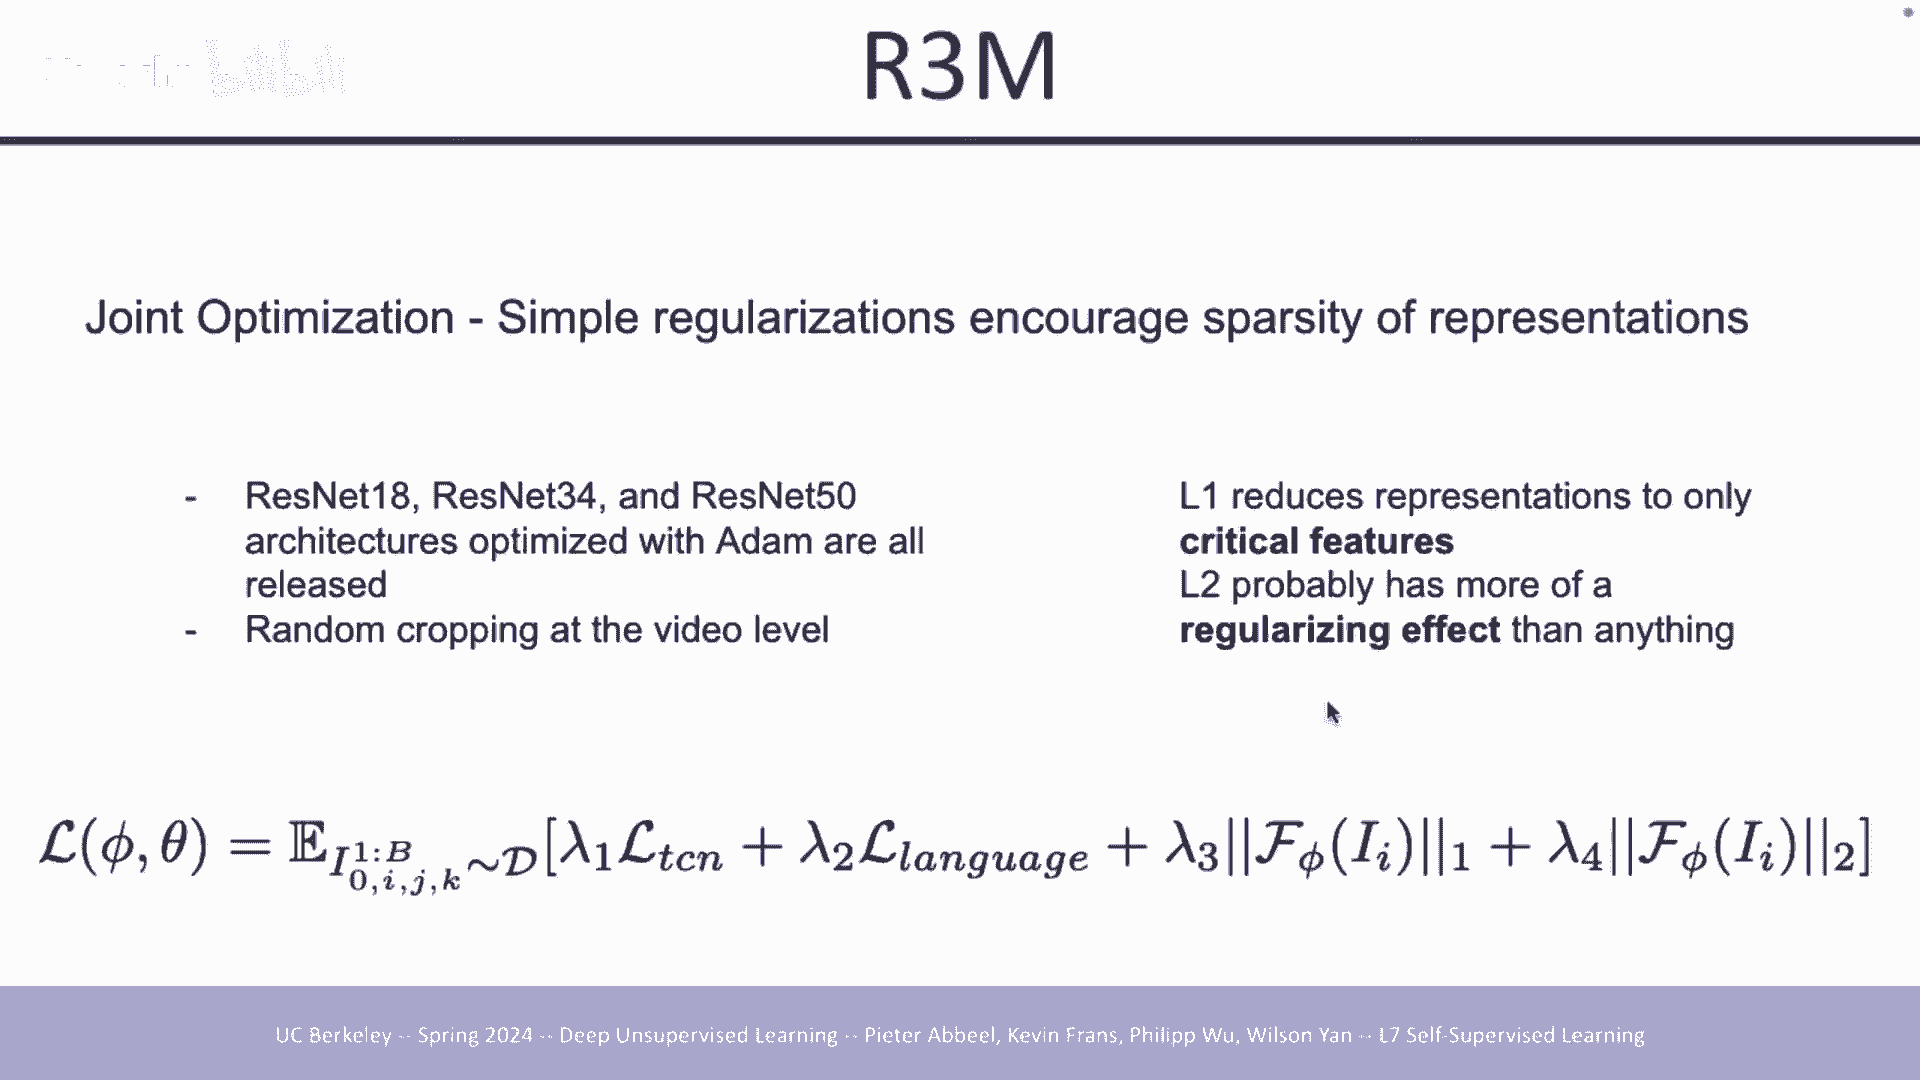 R3M
Joint Optimization - Simple regularizations encourage sparsity of representations
- ResNet18, ResNet34, and ResNet50
architectures optimized with Adam are all
released
- Random cropping at the video level
L1 reduces representations to only
critical features
L2 probably has more of a
regularizing effect than anything
$\mathcal{L}(\phi, \theta) = \mathbb{E}_{I^{1:B}_{0,i,j,k} \sim \mathcal{D}}[\lambda_1 \mathcal{L}_{tcn} + \lambda_2 \mathcal{L}_{language} + \lambda_3 ||\mathcal{F}_\phi(I_i)||_1 + \lambda_4 ||\mathcal{F}_\phi(I_i)||_2]$
UC Berkeley -- Spring 2024 -- Deep Unsupervised Learning -- Pieter Abbeel, Kevin Frans, Philipp Wu, Wilson Yan -- L7 Self-Supervised Learning